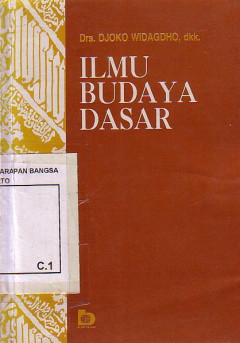 Drs. DJOKO WIDAGDHO, dkk.
ILMU
BUDAYA
DASAR
ARAPAN BANGSA
TO
C.1